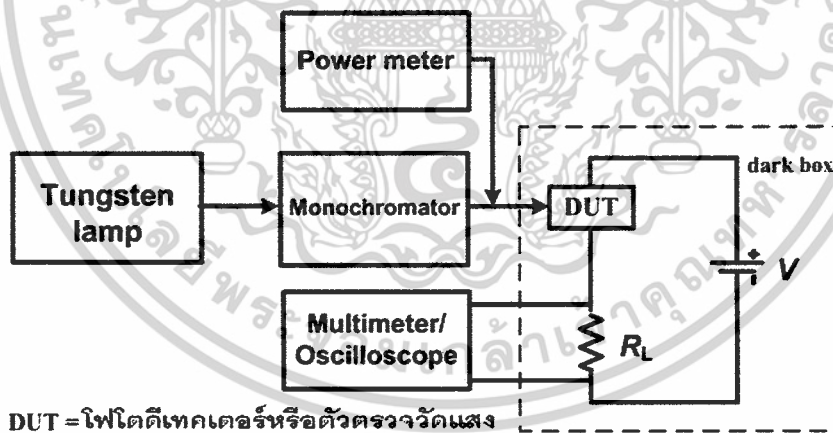 Power meter
Tungsten
lamp
Monochromator
DUT
dark box
V
Multimeter/
Oscilloscope
R_L
DUT =โฟโตดีเทคเตอร์หรือตัวตรวจวัดแสง